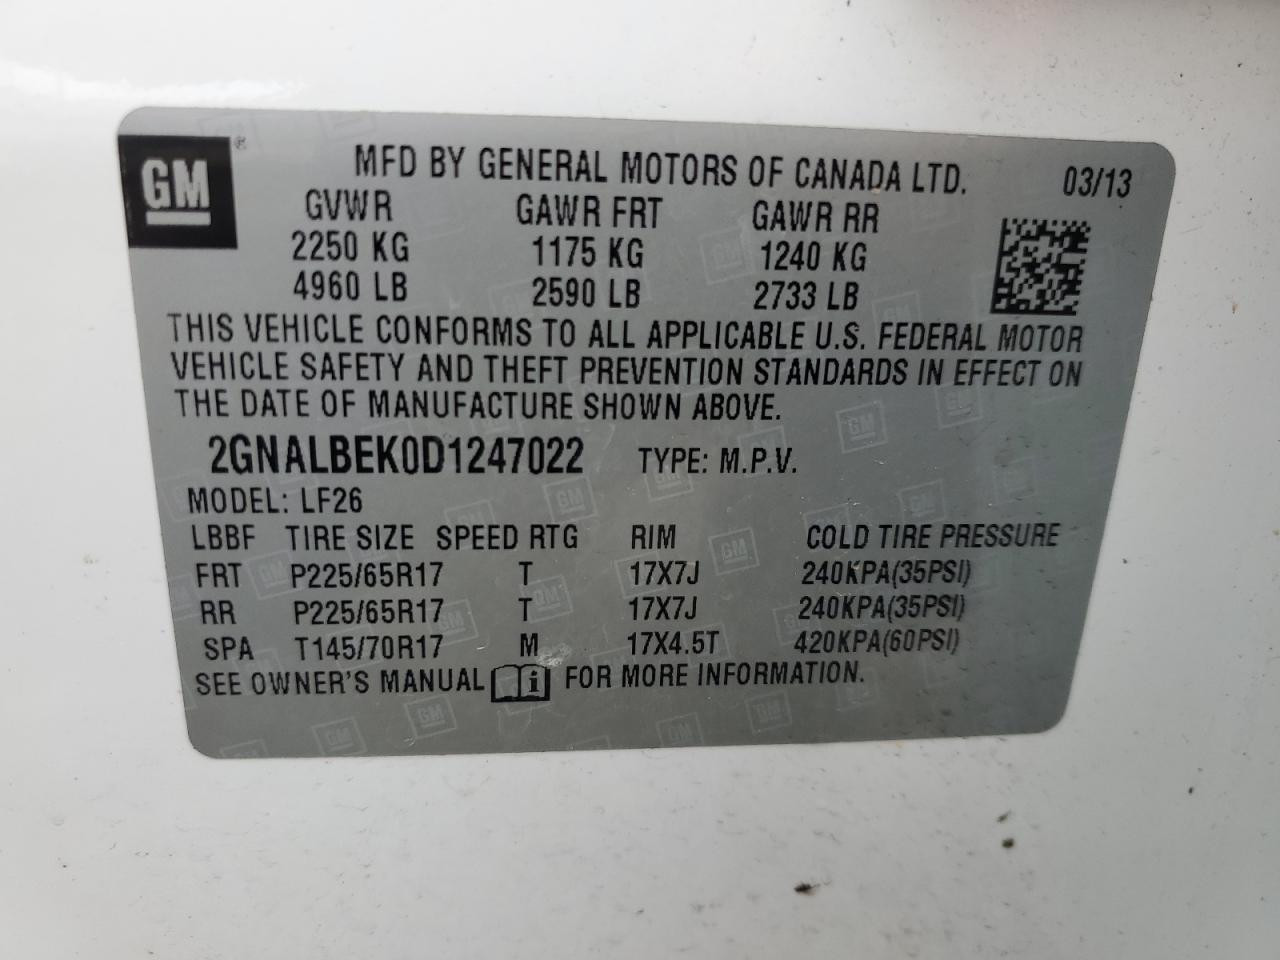 GM® MFD BY GENERAL MOTORS OF CANADA LTD. 03/13
GVWR GAWR FRT GAWR RR
2250 KG 1175 KG 1240 KG
4960 LB 2590 LB 2733 LB
THIS VEHICLE CONFORMS TO ALL APPLICABLE U.S. FEDERAL MOTOR
VEHICLE SAFETY AND THEFT PREVENTION STANDARDS IN EFFECT ON
THE DATE OF MANUFACTURE SHOWN ABOVE.
2GNALBEK0D1247022 TYPE: M.P.V.
MODEL: LF26
LBBF TIRE SIZE SPEED RTG RIM COLD TIRE PRESSURE
FRT P225/65R17 T 17X7J 240KPA(35PSI)
RR P225/65R17 T 17X7J 240KPA(35PSI)
SPA T145/70R17 M 17X4.5T 420KPA(60PSI)
SEE OWNER'S MANUAL i FOR MORE INFORMATION.